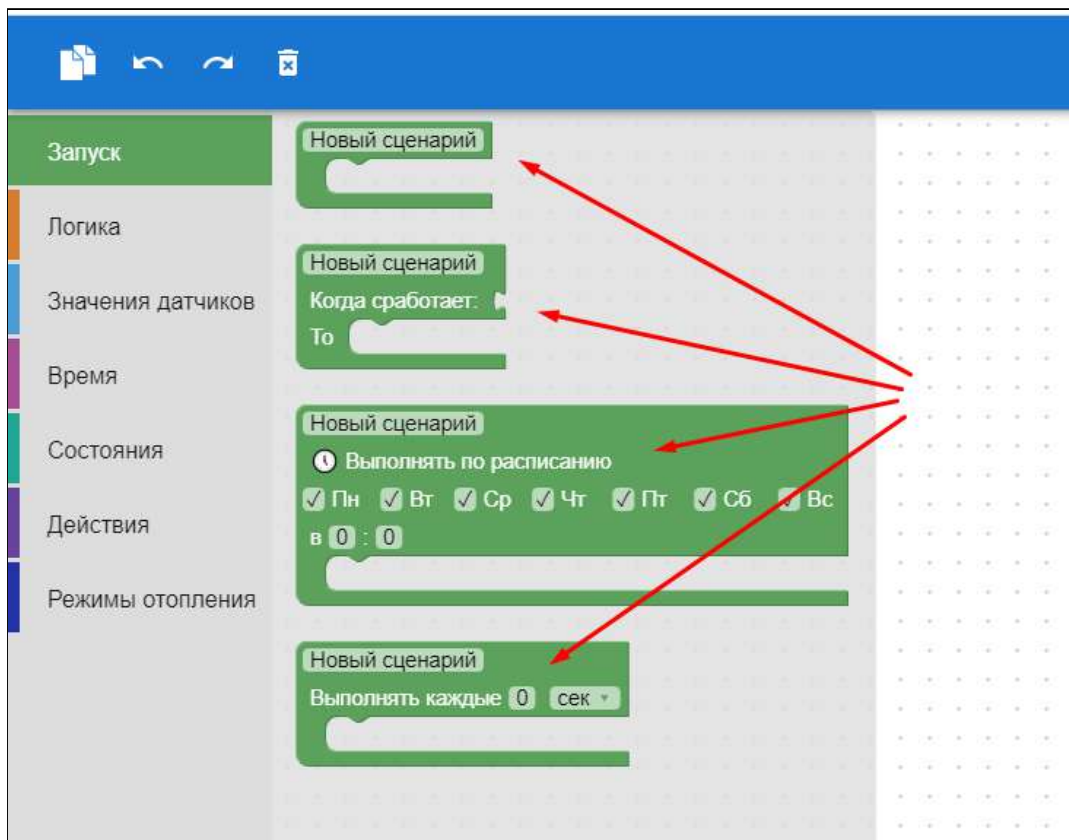 Запуск
Логика
Значения датчиков
Время
Состояния
Действия
Режимы отопления
Новый сценарий
Новый сценарий
Когда сработает:
То
Новый сценарий
Выполнять по расписанию
Пн Вт Ср Чт Пт Сб Вс
в 0 : 0
Новый сценарий
Выполнять каждые 0 сек